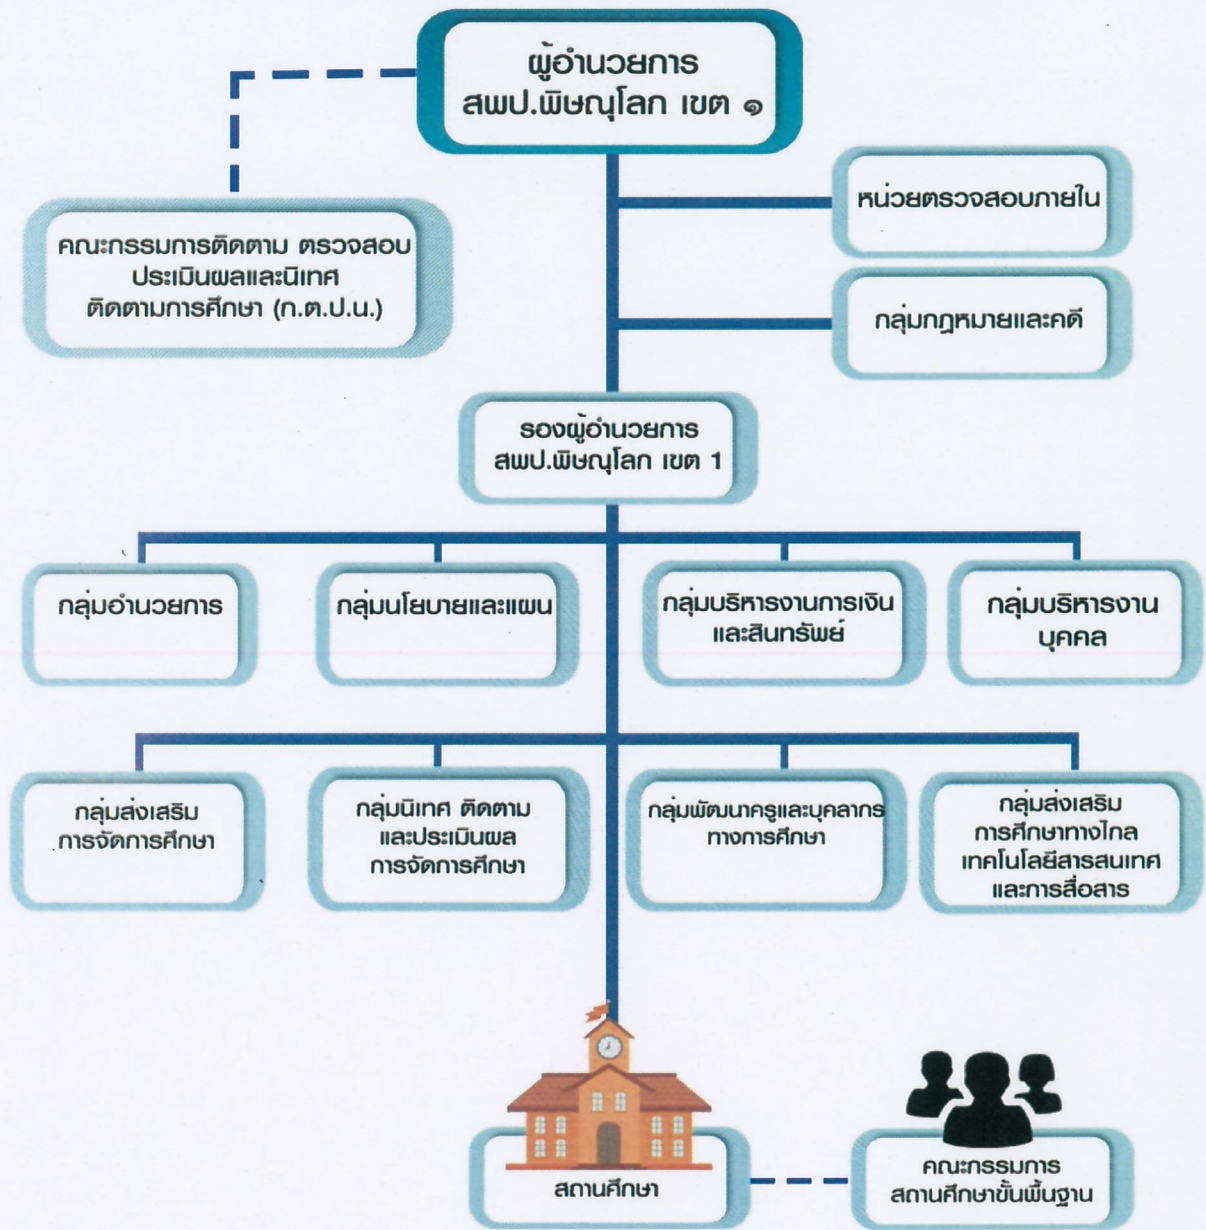 ผู้อำนวยการ
สพป.พิษณุโลก เขต ๑
หน่วยตรวจสอบภายใน
คณะกรรมการติดตาม ตรวจสอบ
ประเมินผลและนิเทศ
ติดตามการศึกษา (ก.ต.ป.น.)
กลุ่มกฎหมายและคดี
รองผู้อำนวยการ
สพป.พิษณุโลก เขต 1
กลุ่มอำนวยการ
กลุ่มนโยบายและแผน
กลุ่มบริหารงานการเงิน
และสินทรัพย์
กลุ่มบริหารงาน
บุคคล
กลุ่มส่งเสริม
การจัดการศึกษา
กลุ่มนิเทศ ติดตาม
และประเมินผล
การจัดการศึกษา
กลุ่มพัฒนาครูและบุคลากร
ทางการศึกษา
กลุ่มส่งเสริม
การศึกษาทางไกล
เทคโนโลยีสารสนเทศ
และการสื่อสาร
สถานศึกษา
คณะกรรมการ
สถานศึกษาขั้นพื้นฐาน